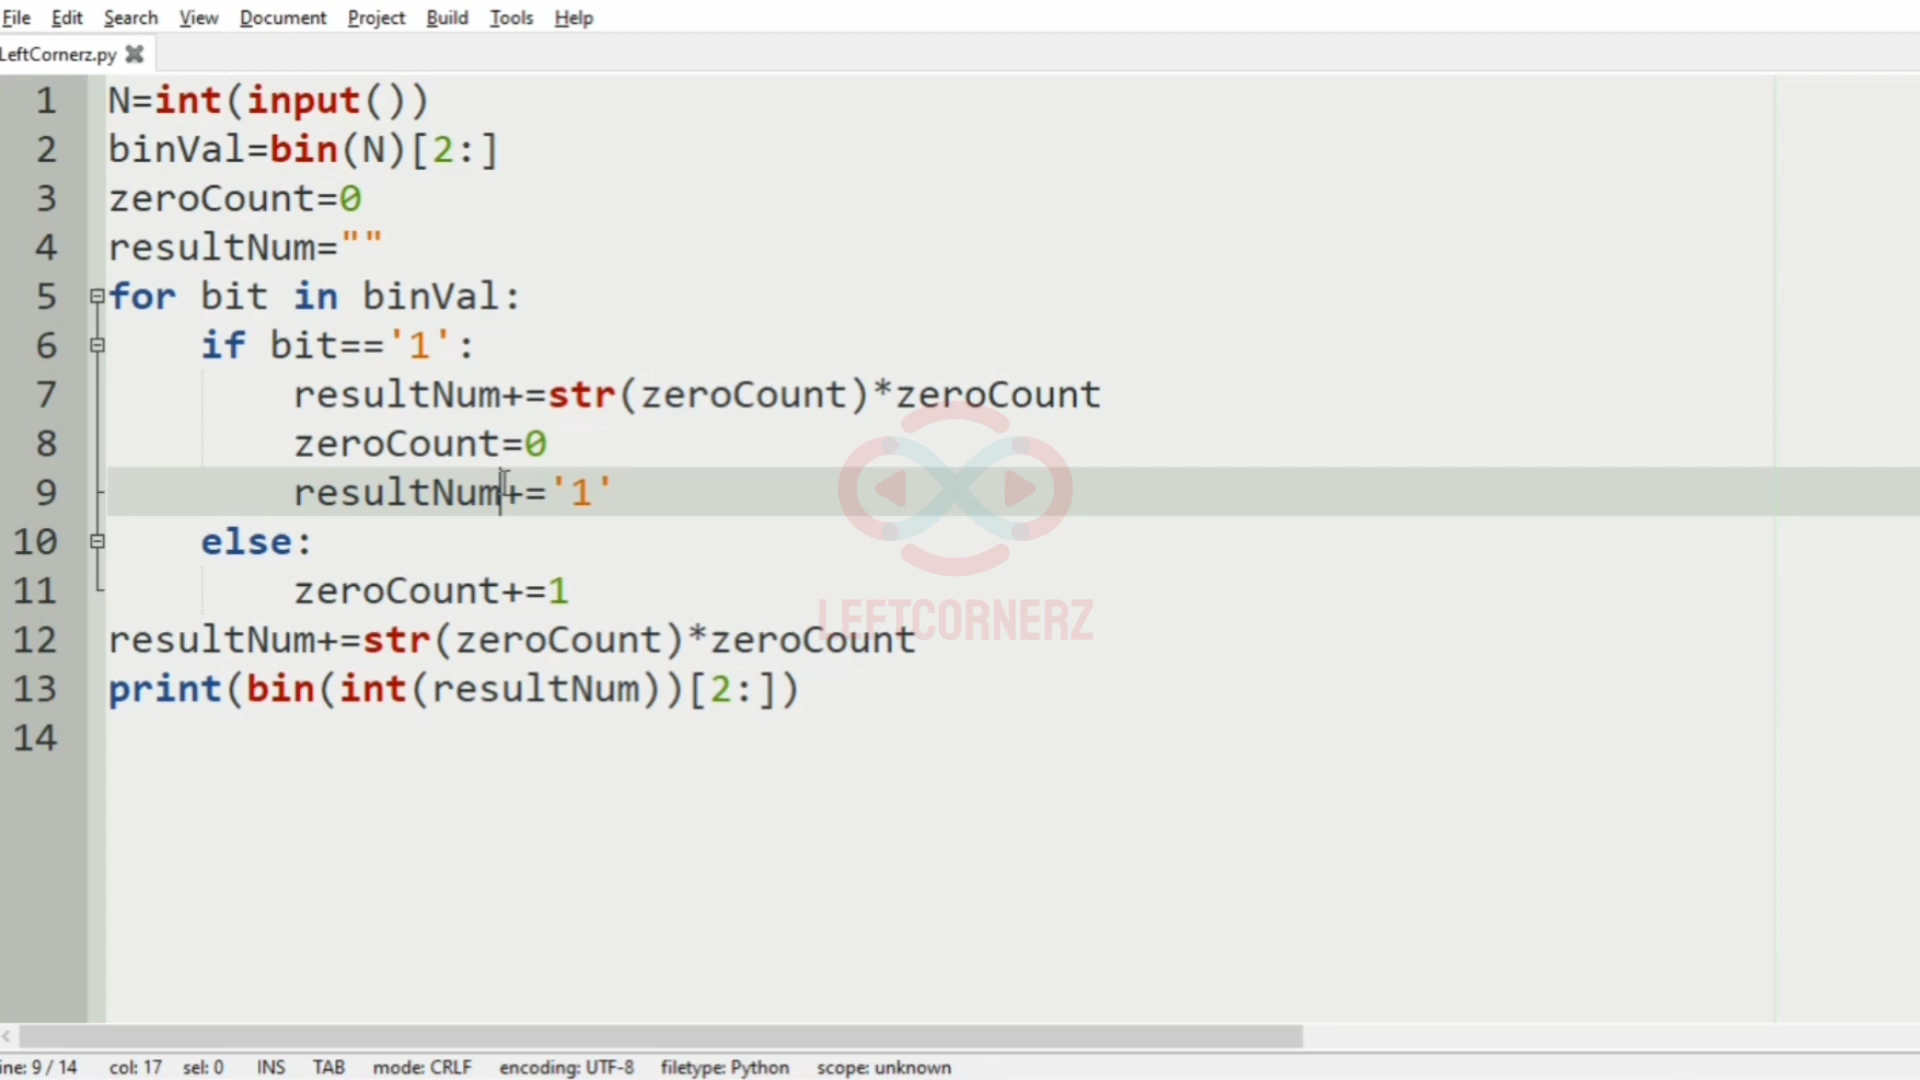 File Edit Search View Document Project Build Tools Help
LeftCornerz.py
1 N=int(input())
2 binVal=bin(N)[2:]
3 zeroCount=0
4 resultNum=""
5 for bit in binVal:
6     if bit=='1':
7         resultNum+=str(zeroCount)*zeroCount
8         zeroCount=0
9         resultNum+='1'
10     else:
11         zeroCount+=1
LEFTCORNERZ
12 resultNum+=str(zeroCount)*zeroCount
13 print(bin(int(resultNum))[2:])
14
ine: 9 / 14 col: 17 sel: 0 INS TAB mode: CRLF encoding: UTF-8 filetype: Python scope: unknown